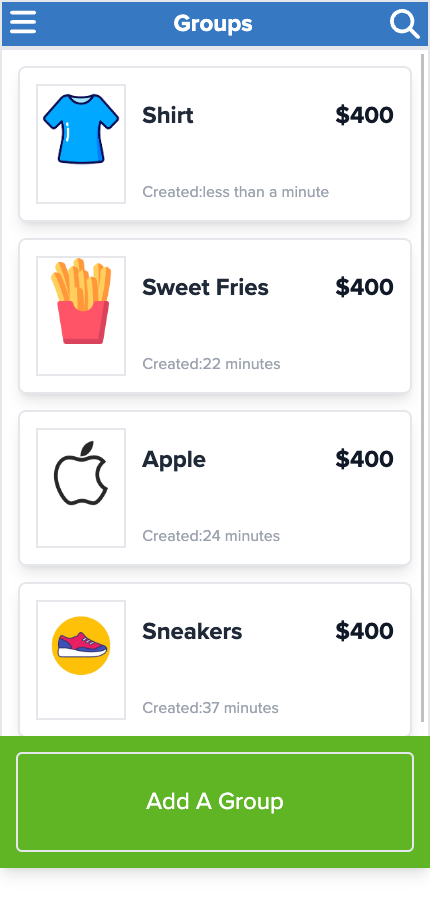 Groups
Shirt $400
Created:less than a minute
Sweet Fries $400
Created:22 minutes
Apple $400
Created:24 minutes
Sneakers $400
Created:37 minutes
Add A Group